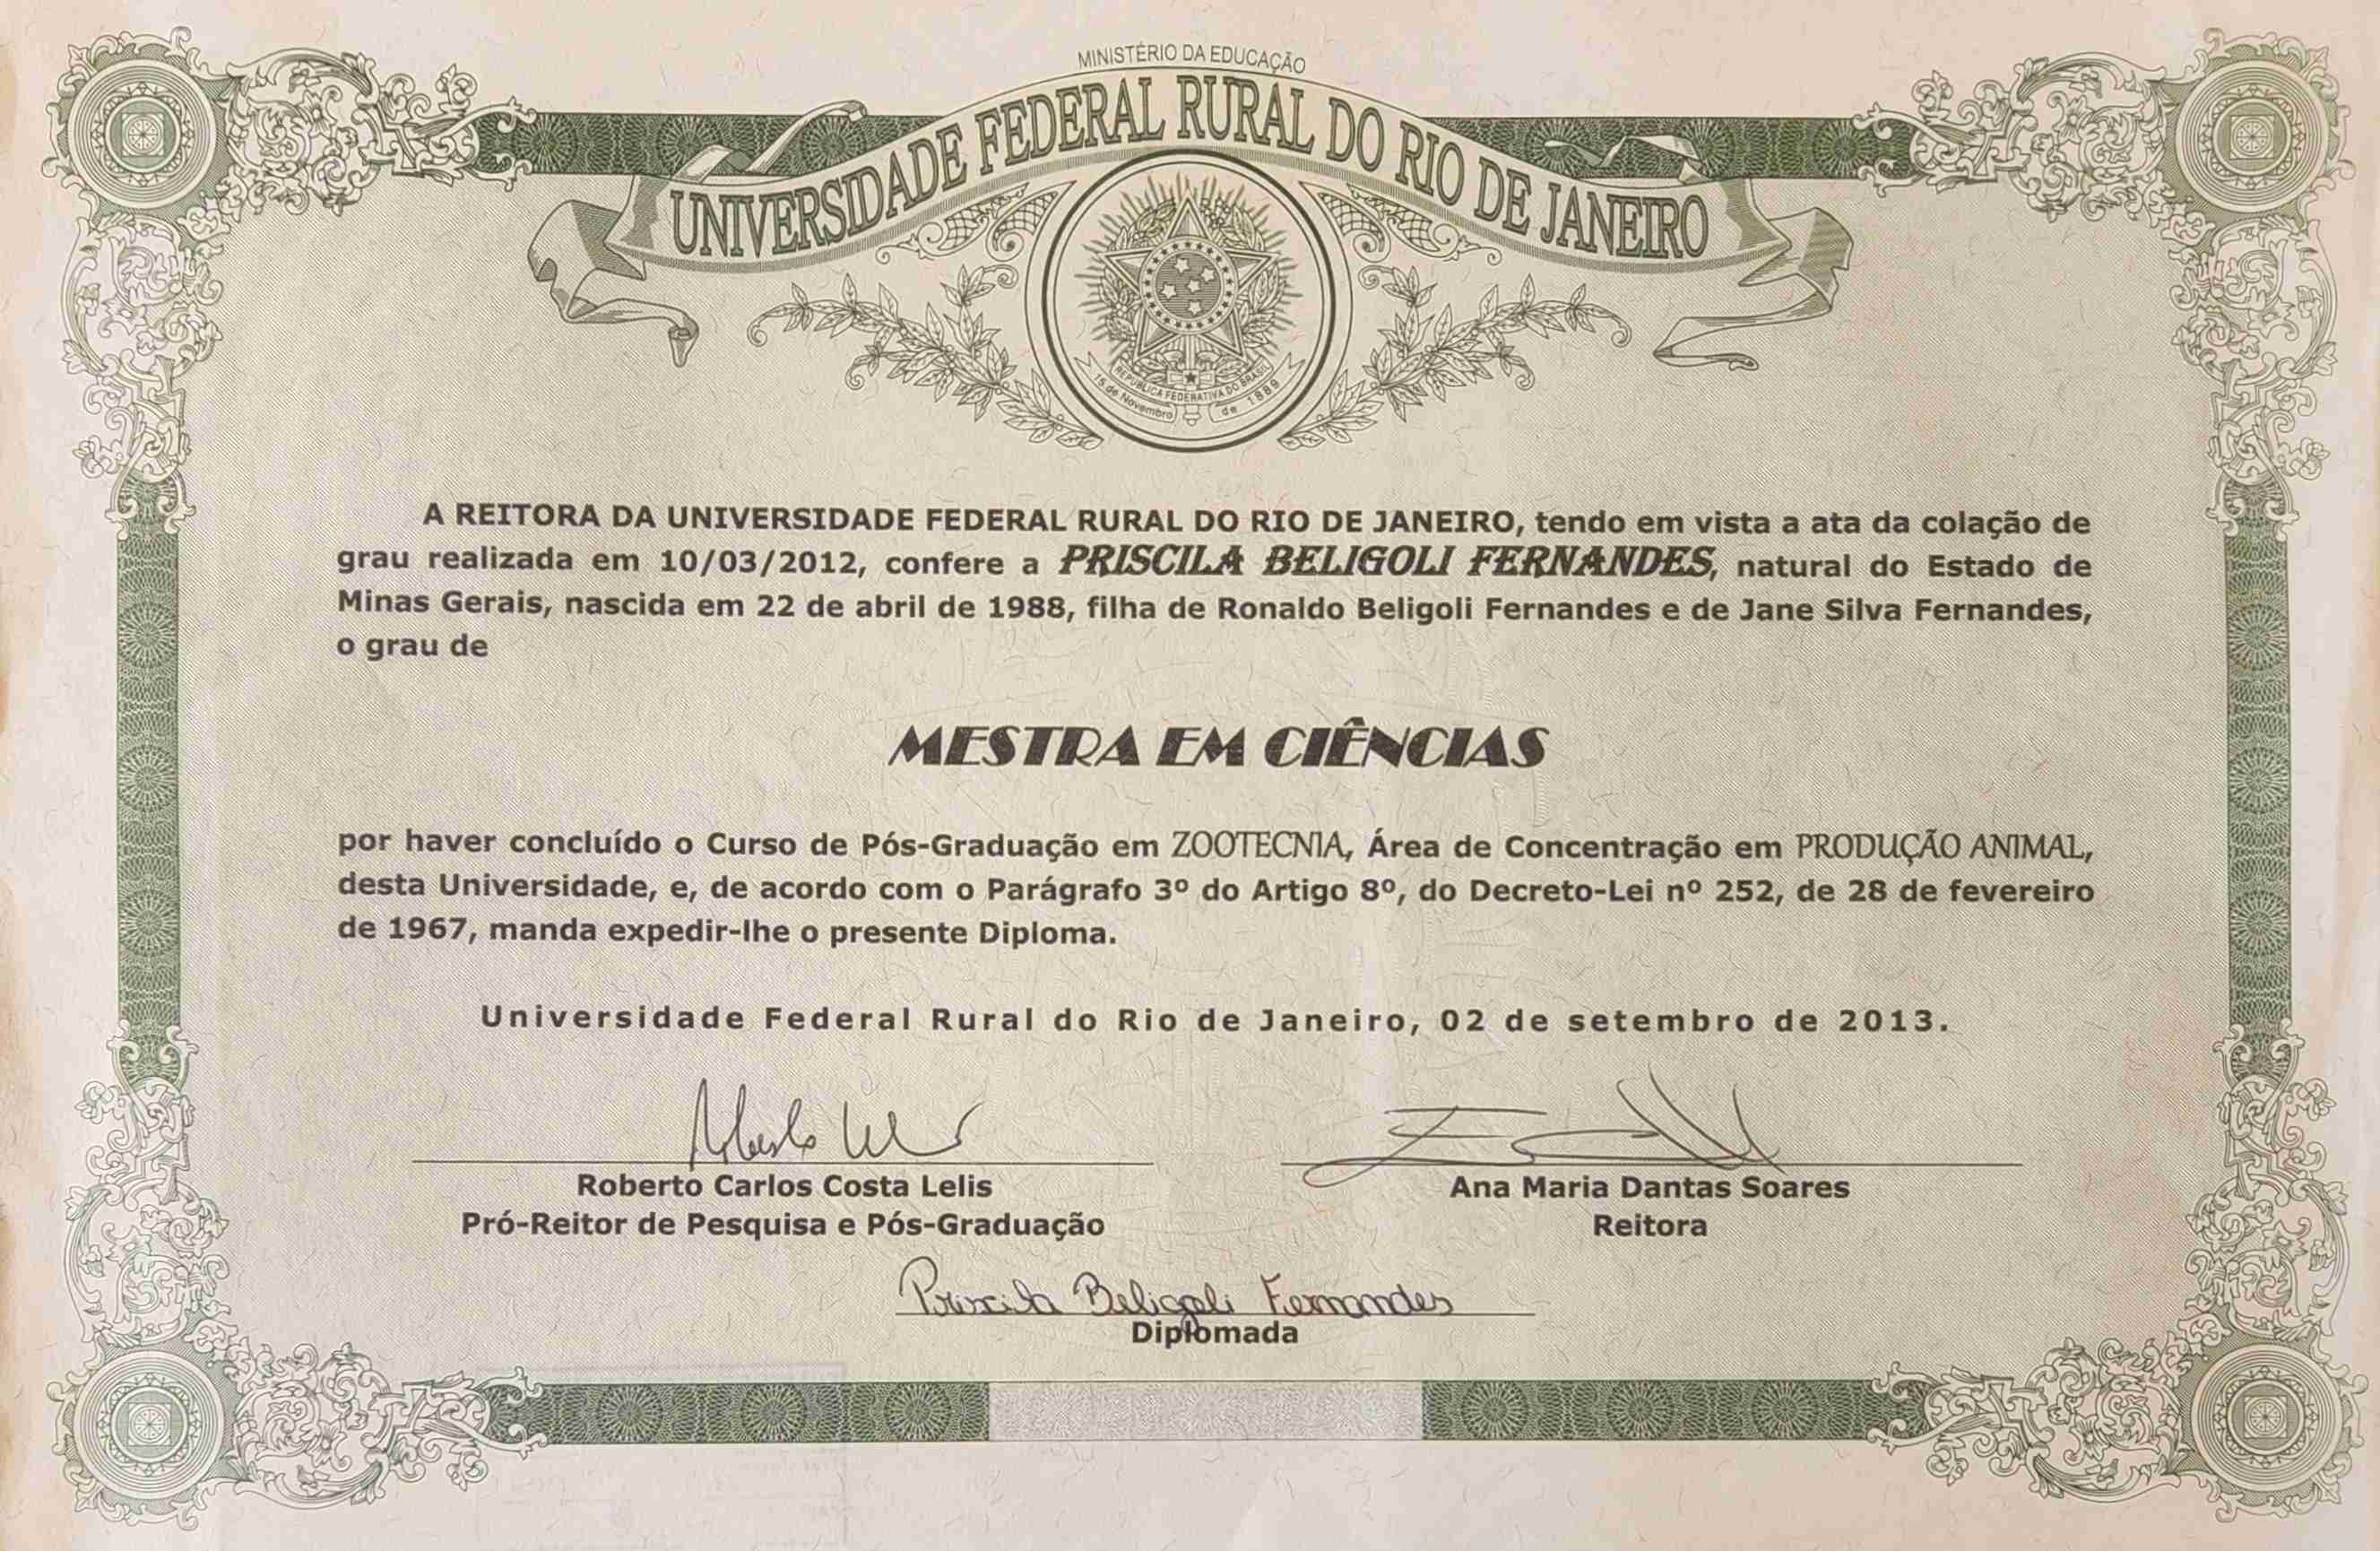 MINISTÉRIO DA EDUCAÇÃO
UNIVERSIDADE FEDERAL RURAL DO RIO DE JANEIRO
REPÚBLICA FEDERATIVA DO BRASIL
15 de Novembro de 1889
A REITORA DA UNIVERSIDADE FEDERAL RURAL DO RIO DE JANEIRO, tendo em vista a ata da colação de
grau realizada em 10/03/2012, confere a PRISCILA BELIGOLI FERNANDES, natural do Estado de
Minas Gerais, nascida em 22 de abril de 1988, filha de Ronaldo Beligoli Fernandes e de Jane Silva Fernandes,
o grau de
MESTRA EM CIÊNCIAS
por haver concluído o Curso de Pós-Graduação em ZOOTECNIA, Área de Concentração em PRODUÇÃO ANIMAL,
desta Universidade, e, de acordo com o Parágrafo 3º do Artigo 8º, do Decreto-Lei nº 252, de 28 de fevereiro
de 1967, manda expedir-lhe o presente Diploma.
Universidade Federal Rural do Rio de Janeiro, 02 de setembro de 2013.
Roberto Carlos Costa Lelis
Pró-Reitor de Pesquisa e Pós-Graduação
Ana Maria Dantas Soares
Reitora
Priscila Beligoli Fernandes
Diplomada